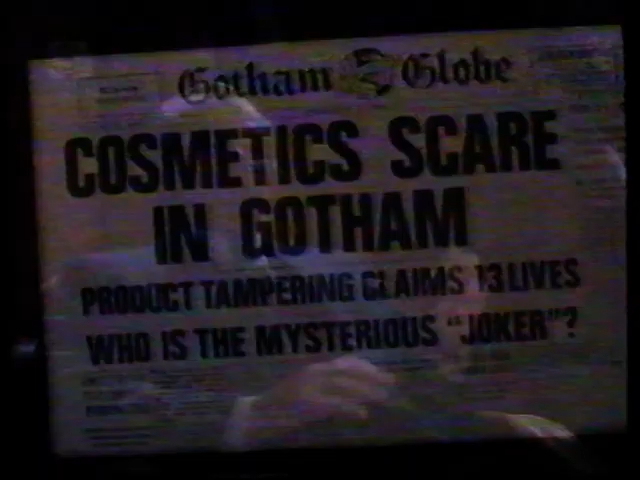 Gotham Globe
COSMETICS SCARE
IN GOTHAM
PRODUCT TAMPERING CLAIMS 13 LIVES
WHO IS THE MYSTERIOUS "JOKER"?